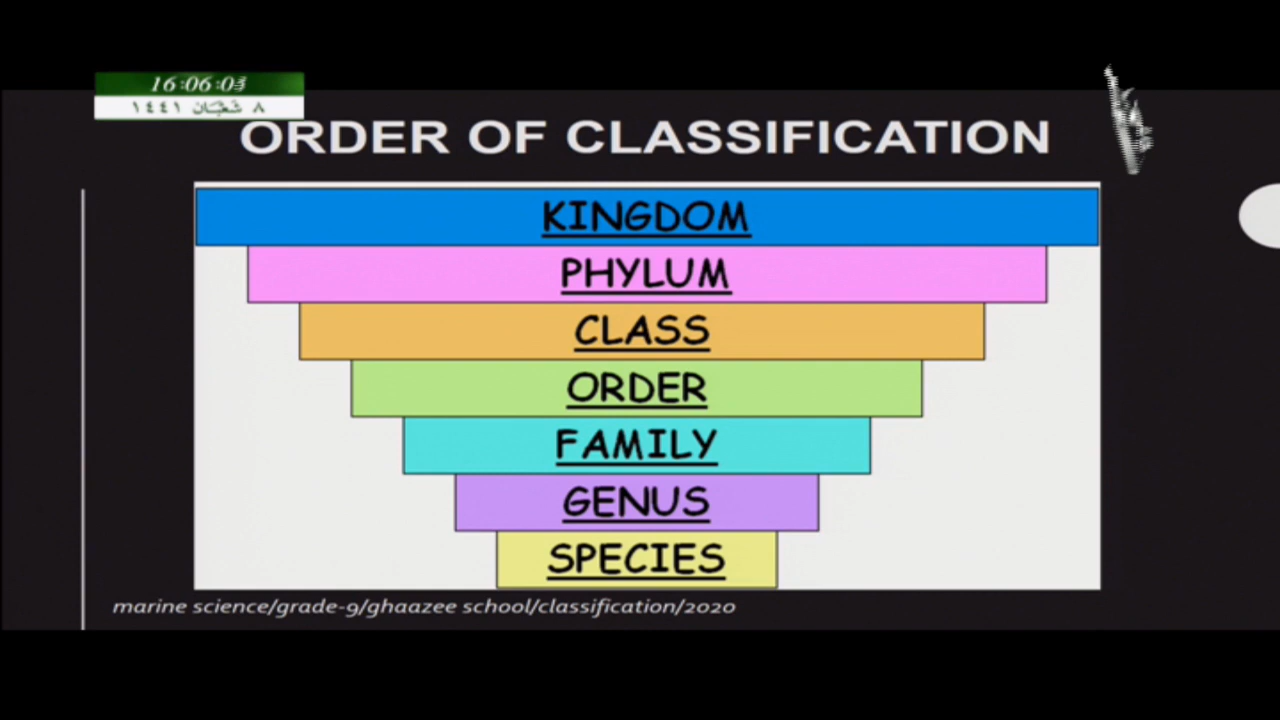 16:06:03
٨ شَعْبَان ١٤٤١
ORDER OF CLASSIFICATION
KINGDOM
PHYLUM
CLASS
ORDER
FAMILY
GENUS
SPECIES
marine science/grade-9/ghaazee school/classification/2020